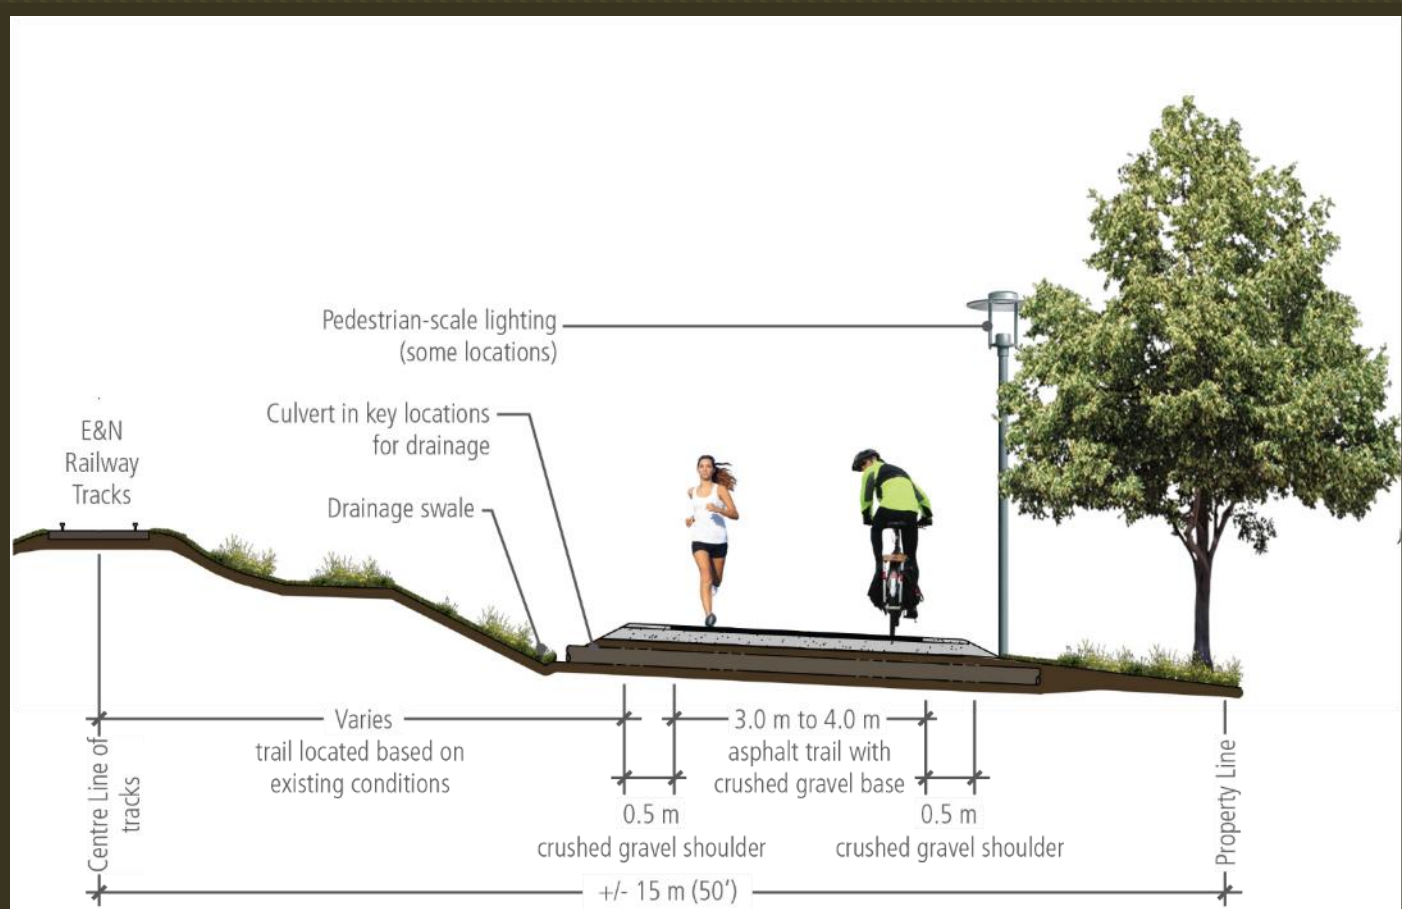 Pedestrian-scale lighting
(some locations)
Culvert in key locations
for drainage
E&N
Railway
Tracks
Drainage swale
Varies
trail located based on
existing conditions
3.0 m to 4.0 m
asphalt trail with
crushed gravel base
Centre Line of
tracks
Property Line
0.5 m
crushed gravel shoulder
0.5 m
crushed gravel shoulder
+/- 15 m (50’)